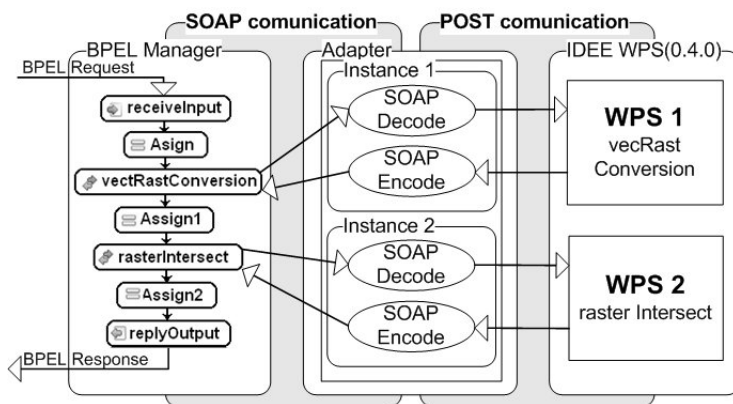 SOAP comunication
POST comunication
BPEL Manager
Adapter
IDEE WPS(0.4.0)
BPEL Request
receiveInput
Asign
vectRastConversion
Assign1
rasterIntersect
Assign2
replyOutput
BPEL Response
Instance 1
SOAP
Decode
SOAP
Encode
Instance 2
SOAP
Decode
SOAP
Encode
WPS 1
vecRast
Conversion
WPS 2
raster Intersect